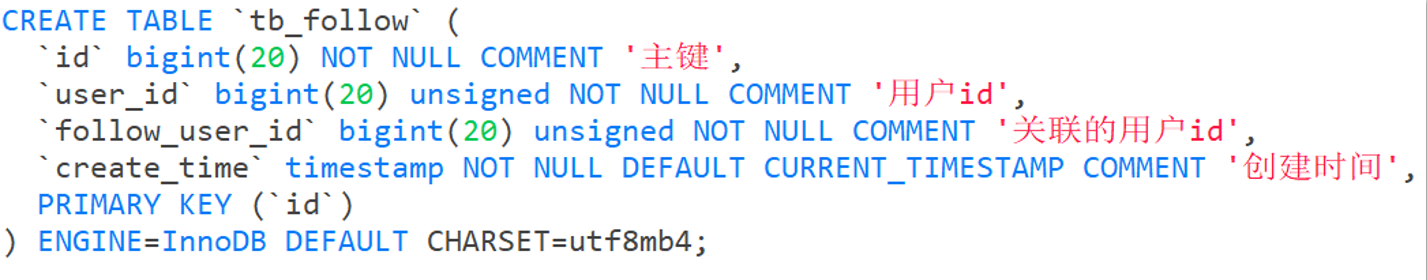 CREATE TABLE `tb_follow` (
  `id` bigint(20) NOT NULL COMMENT '主键',
  `user_id` bigint(20) unsigned NOT NULL COMMENT '用户id',
  `follow_user_id` bigint(20) unsigned NOT NULL COMMENT '关联的用户id',
  `create_time` timestamp NOT NULL DEFAULT CURRENT_TIMESTAMP COMMENT '创建时间',
  PRIMARY KEY (`id`)
) ENGINE=InnoDB DEFAULT CHARSET=utf8mb4;